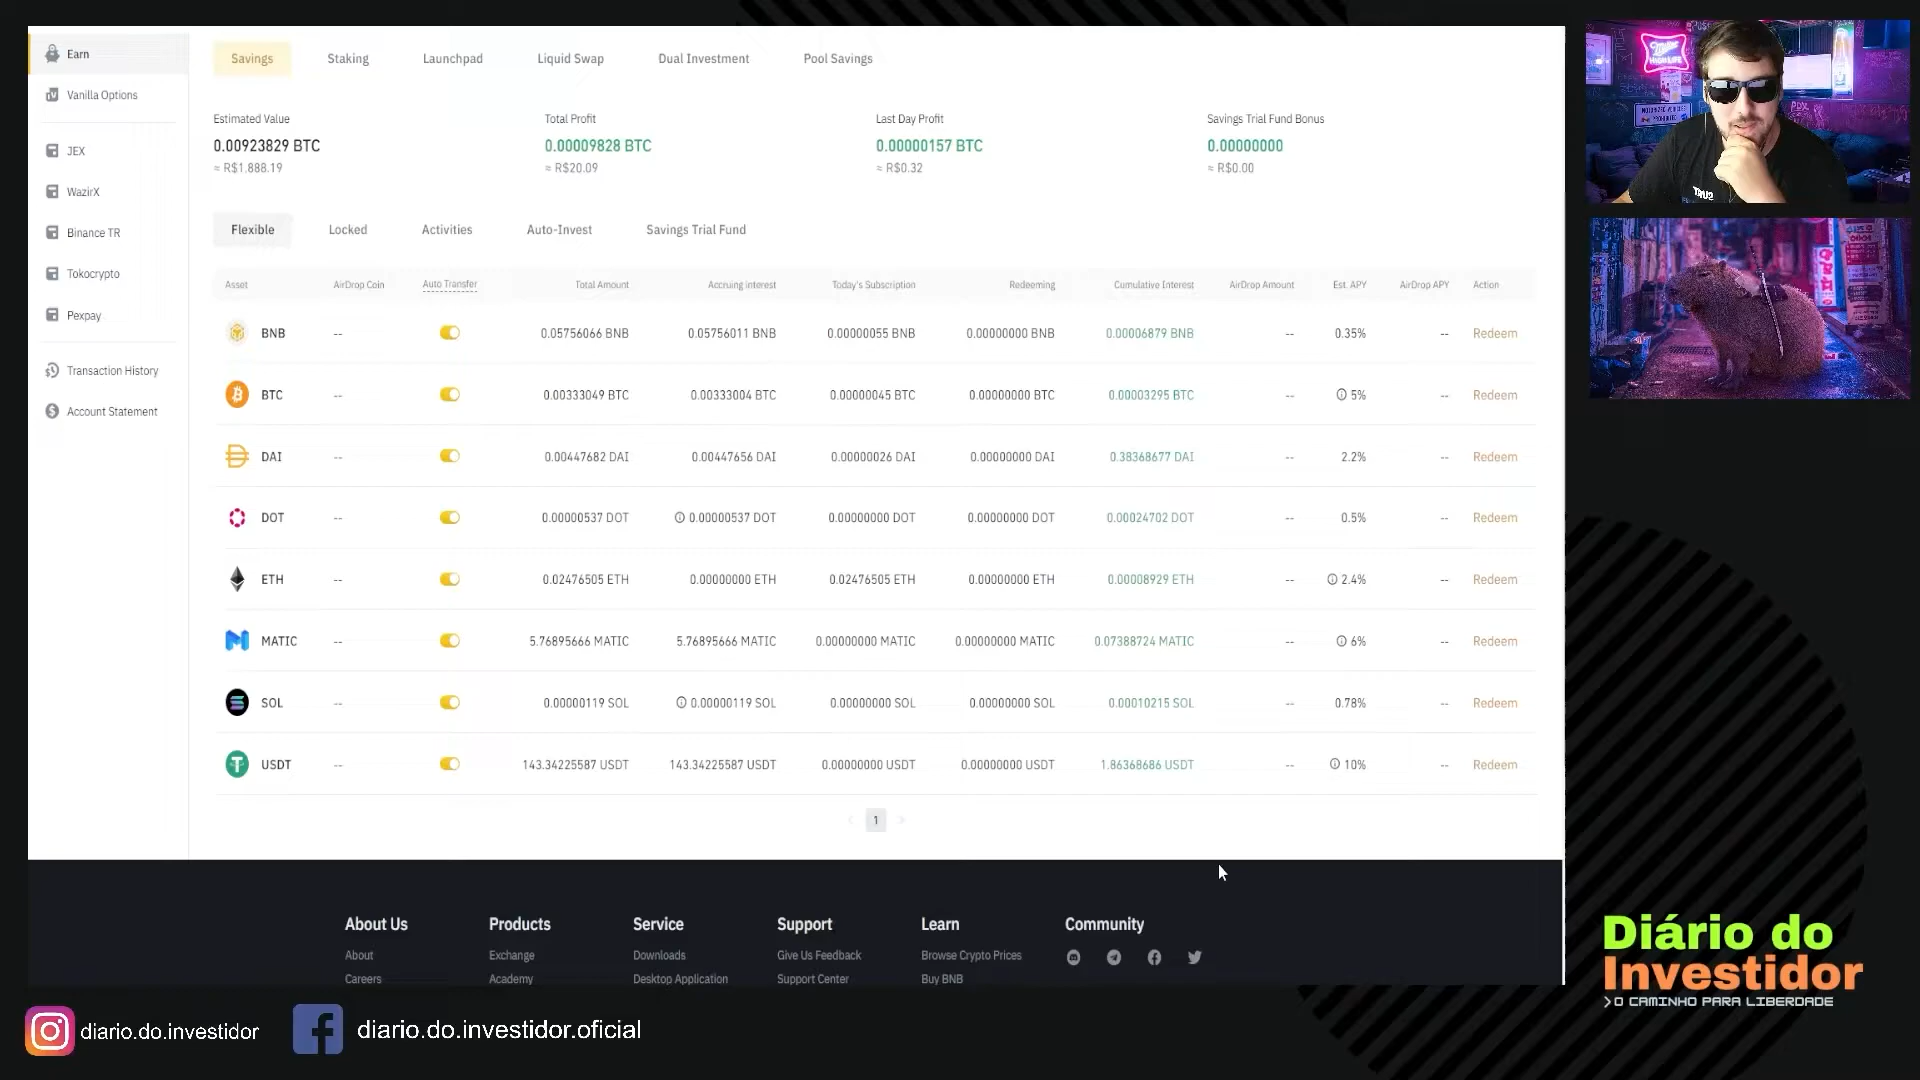 Earn
Vanilla Options
JEX
WazirX
Binance TR
Tokocrypto
Pexpay
Transaction History
Account Statement
Savings Staking Launchpad Liquid Swap Dual Investment Pool Savings
Estimated Value Total Profit Last Day Profit Savings Trial Fund Bonus
0.00923829 BTC 0.00009828 BTC 0.00000157 BTC 0.00000000
≈ R$1,888.19 ≈ R$20.09 ≈ R$0.32 ≈ R$0.00
Flexible Locked Activities Auto-Invest Savings Trial Fund
Asset AirDrop Coin Auto Transfer Total Amount Accruing Interest Today's Subscription Redeeming Cumulative Interest AirDrop Amount Est. APY AirDrop APY Action
BNB -- 0.05756066 BNB 0.05756011 BNB 0.00000055 BNB 0.00000000 BNB 0.00006879 BNB -- 0.35% -- Redeem
BTC -- 0.00333049 BTC 0.00333004 BTC 0.00000045 BTC 0.00000000 BTC 0.00003295 BTC -- 5% -- Redeem
DAI -- 0.00447682 DAI 0.00447656 DAI 0.00000026 DAI 0.00000000 DAI 0.38368677 DAI -- 2.2% -- Redeem
DOT -- 0.00000537 DOT 0.00000537 DOT 0.00000000 DOT 0.00000000 DOT 0.00024702 DOT -- 0.5% -- Redeem
ETH -- 0.02476505 ETH 0.00000000 ETH 0.02476505 ETH 0.00000000 ETH 0.00008929 ETH -- 2.4% -- Redeem
MATIC -- 5.76895666 MATIC 5.76895666 MATIC 0.00000000 MATIC 0.00000000 MATIC 0.07388724 MATIC -- 6% -- Redeem
SOL -- 0.00000119 SOL 0.00000119 SOL 0.00000000 SOL 0.00000000 SOL 0.00010215 SOL -- 0.78% -- Redeem
USDT -- 143.34225587 USDT 143.34225587 USDT 0.00000000 USDT 0.00000000 USDT 1.86368686 USDT -- 10% -- Redeem
1
About Us Products Service Support Learn Community
About Exchange Downloads Give Us Feedback Browse Crypto Prices
Careers Academy Desktop Application Support Center Buy BNB
Miller
HIGH LIFE
Diário do
Investidor
>O CAMINHO PARA LIBERDADE
diario.do.investidor
diario.do.investidor.oficial